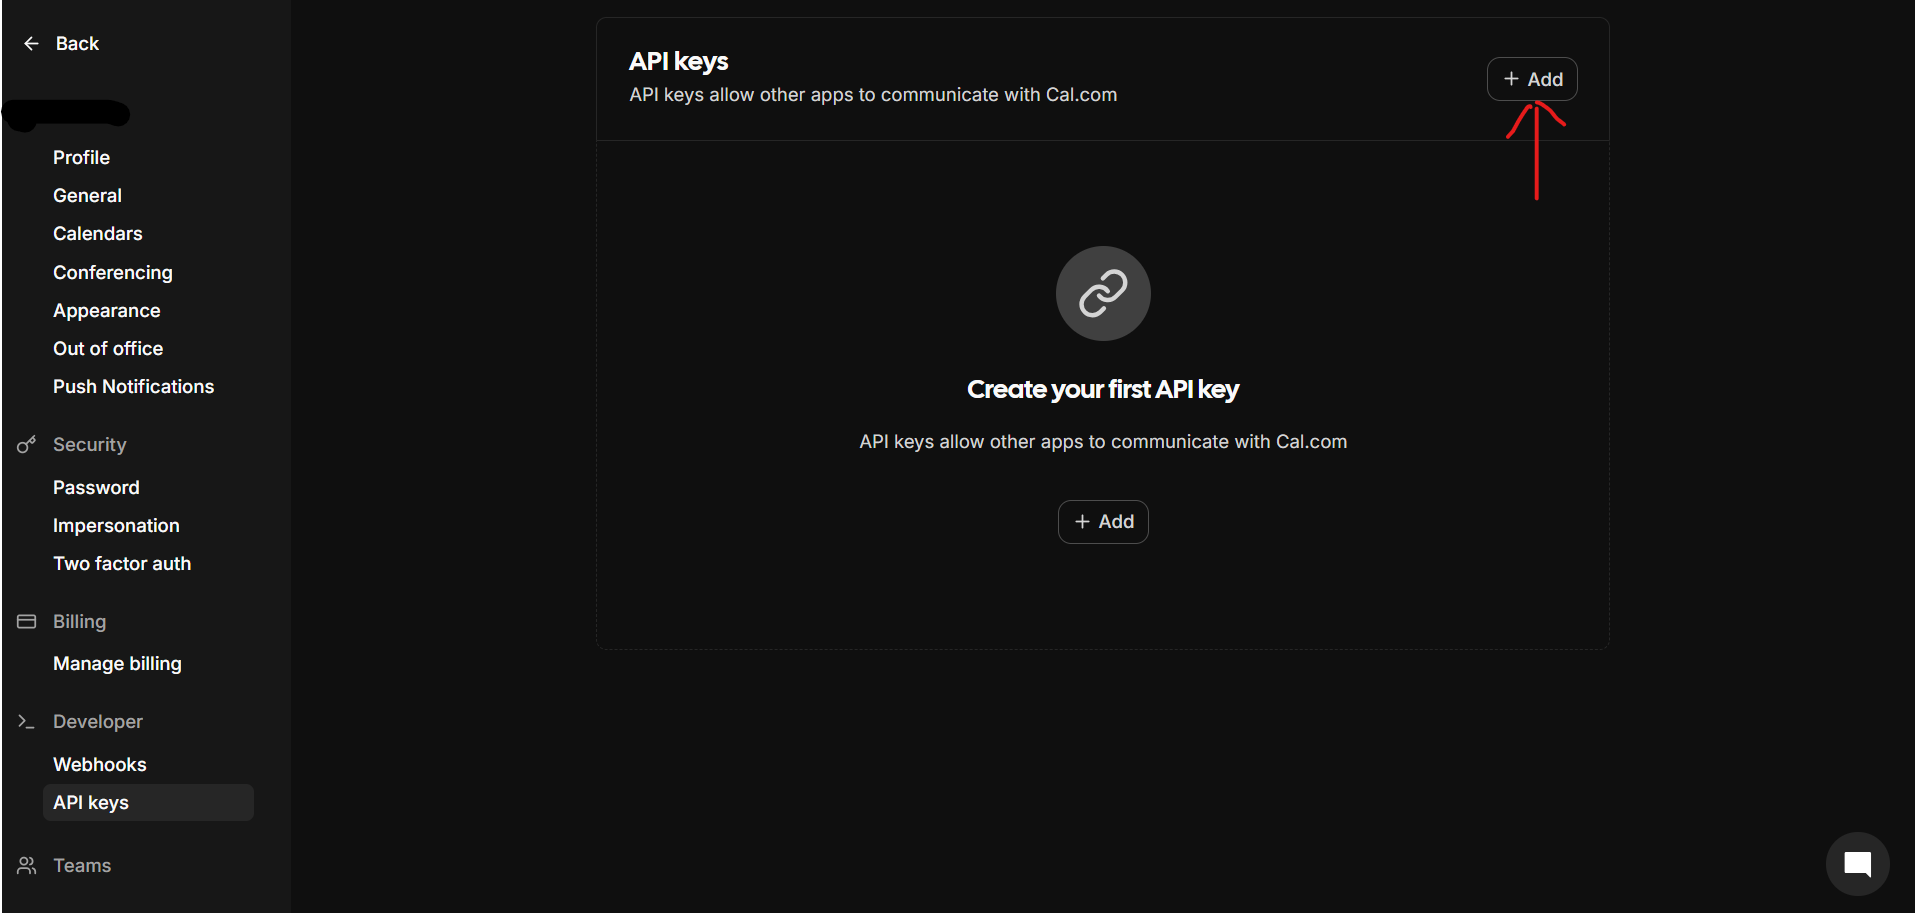 Back
Profile
General
Calendars
Conferencing
Appearance
Out of office
Push Notifications
Security
Password
Impersonation
Two factor auth
Billing
Manage billing
Developer
Webhooks
API keys
Teams
API keys
API keys allow other apps to communicate with Cal.com
+ Add
Create your first API key
API keys allow other apps to communicate with Cal.com
+ Add